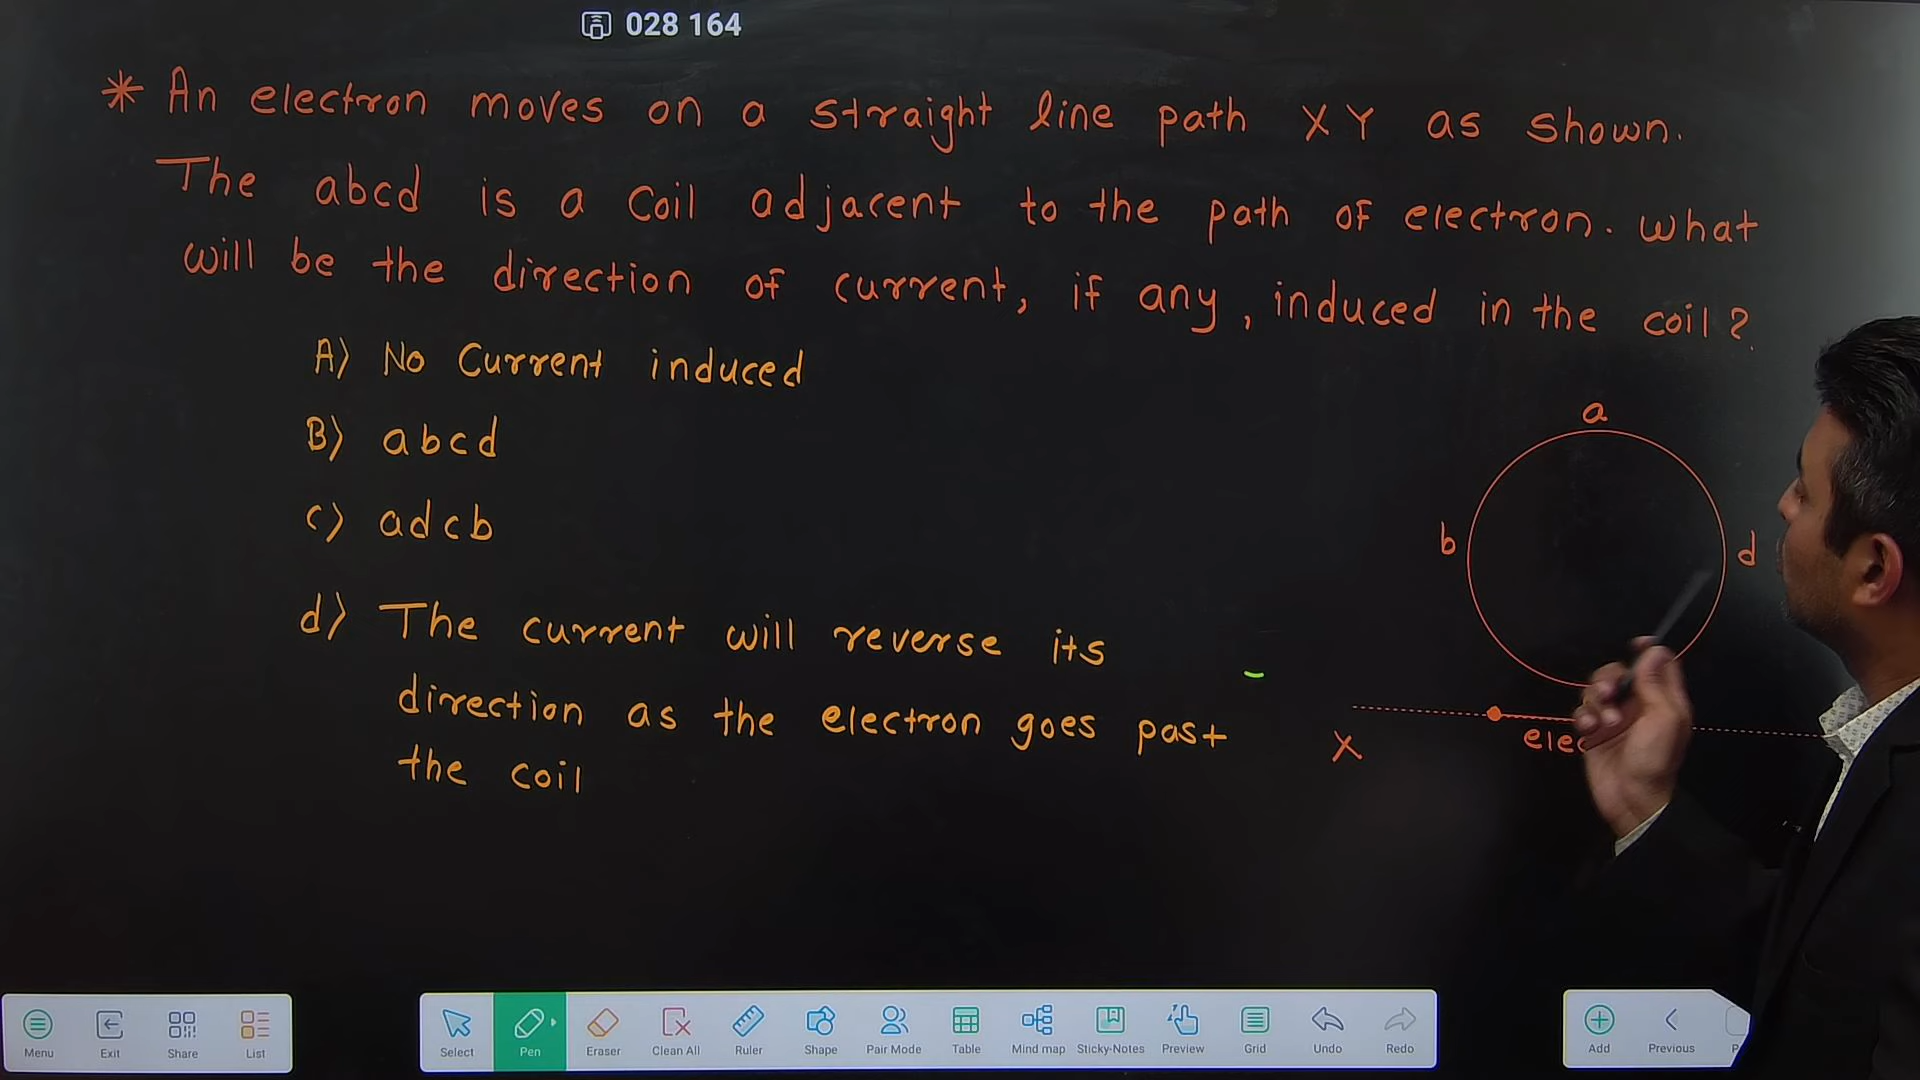 028 164
* An electron moves on a straight line path XY as shown.
The abcd is a coil adjacent to the path of electron. What
will be the direction of current, if any, induced in the coil?
A) No Current induced
B) abcd
C) adcb
d) The current will reverse its
direction as the electron goes past
the coil
a
b
d
X
Menu
Exit
Share
List
Select
Pen
Eraser
Clean All
Ruler
Shape
Pair Mode
Table
Mind map
Sticky-Notes
Preview
Grid
Undo
Redo
Add
Previous